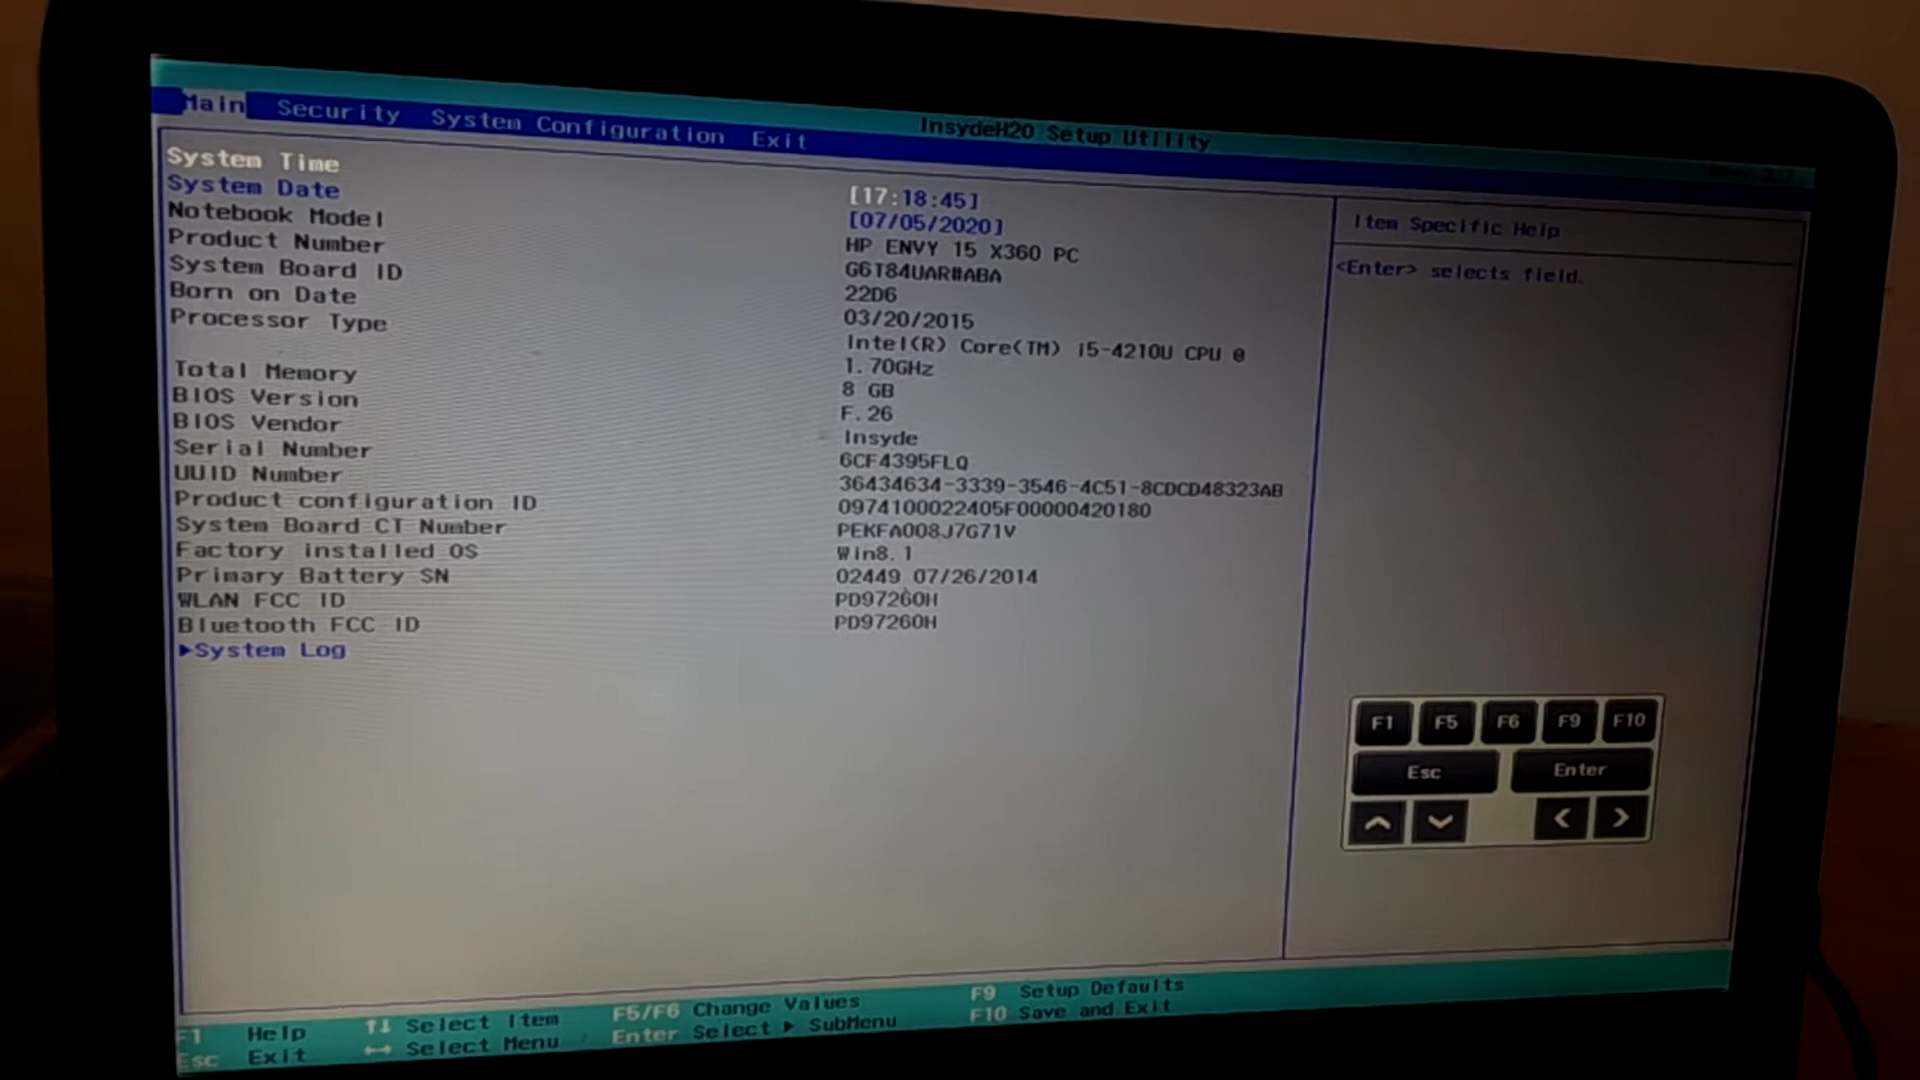 InsydeH20 Setup Utility
Main Security System Configuration Exit
System Time [17:18:45]
System Date [07/05/2020]
Notebook Model HP ENVY 15 X360 PC
Product Number G6T84UAR#ABA
System Board ID 22D6
Born on Date 03/20/2015
Processor Type Intel(R) Core(TM) i5-4210U CPU @
1.70GHz
Total Memory 8 GB
BIOS Version F.26
BIOS Vendor Insyde
Serial Number 6CF4395FLQ
UUID Number 36434634-3339-3546-4C51-8CDCD48323AB
Product configuration ID 0974100022405F00000420180
System Board CT Number PEKFA008J7G71V
Factory installed OS Win8.1
Primary Battery SN 02449 07/26/2014
WLAN FCC ID PD97260H
Bluetooth FCC ID PD97260H
▶System Log
Item Specific Help
<Enter> selects field.
F1 F5 F6 F9 F10
Esc Enter
F1 Help ↑↓ Select Item F5/F6 Change Values F9 Setup Defaults
Esc Exit ↔ Select Menu Enter Select ▶ SubMenu F10 Save and Exit